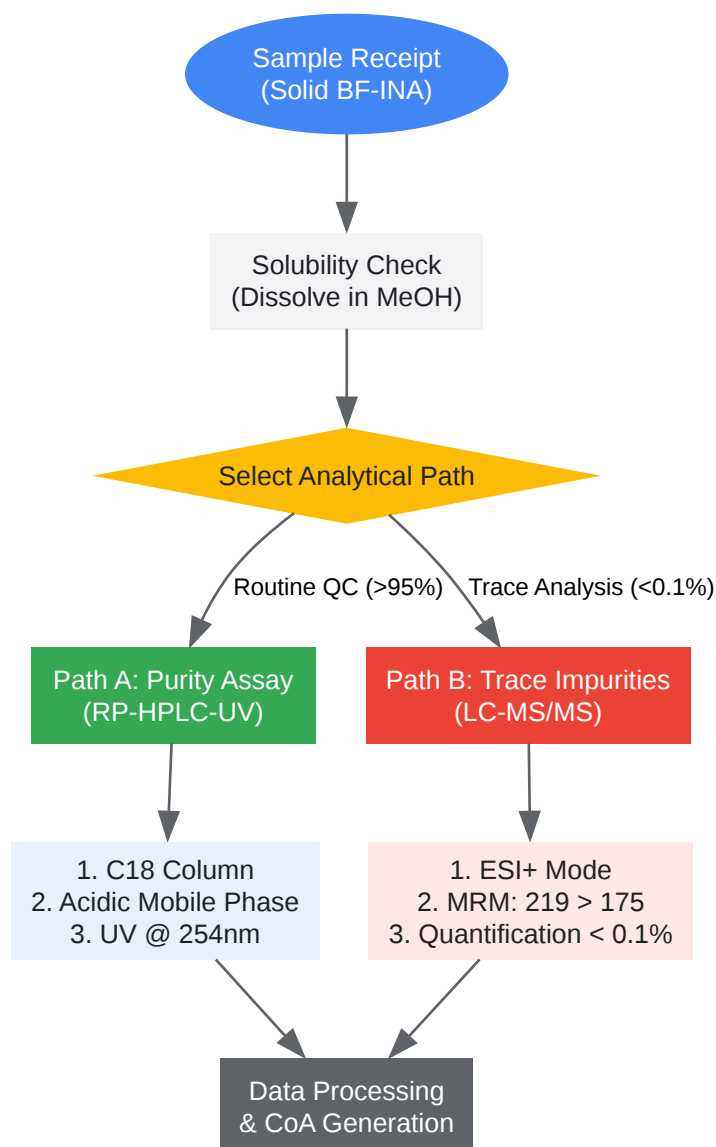 Sample Receipt
(Solid BF-INA)
Solubility Check
(Dissolve in MeOH)
Select Analytical Path
Routine QC (>95%)
Trace Analysis (<0.1%)
Path A: Purity Assay
(RP-HPLC-UV)
Path B: Trace Impurities
(LC-MS/MS)
1. C18 Column
2. Acidic Mobile Phase
3. UV @ 254nm
1. ESI+ Mode
2. MRM: 219 > 175
3. Quantification < 0.1%
Data Processing
& CoA Generation